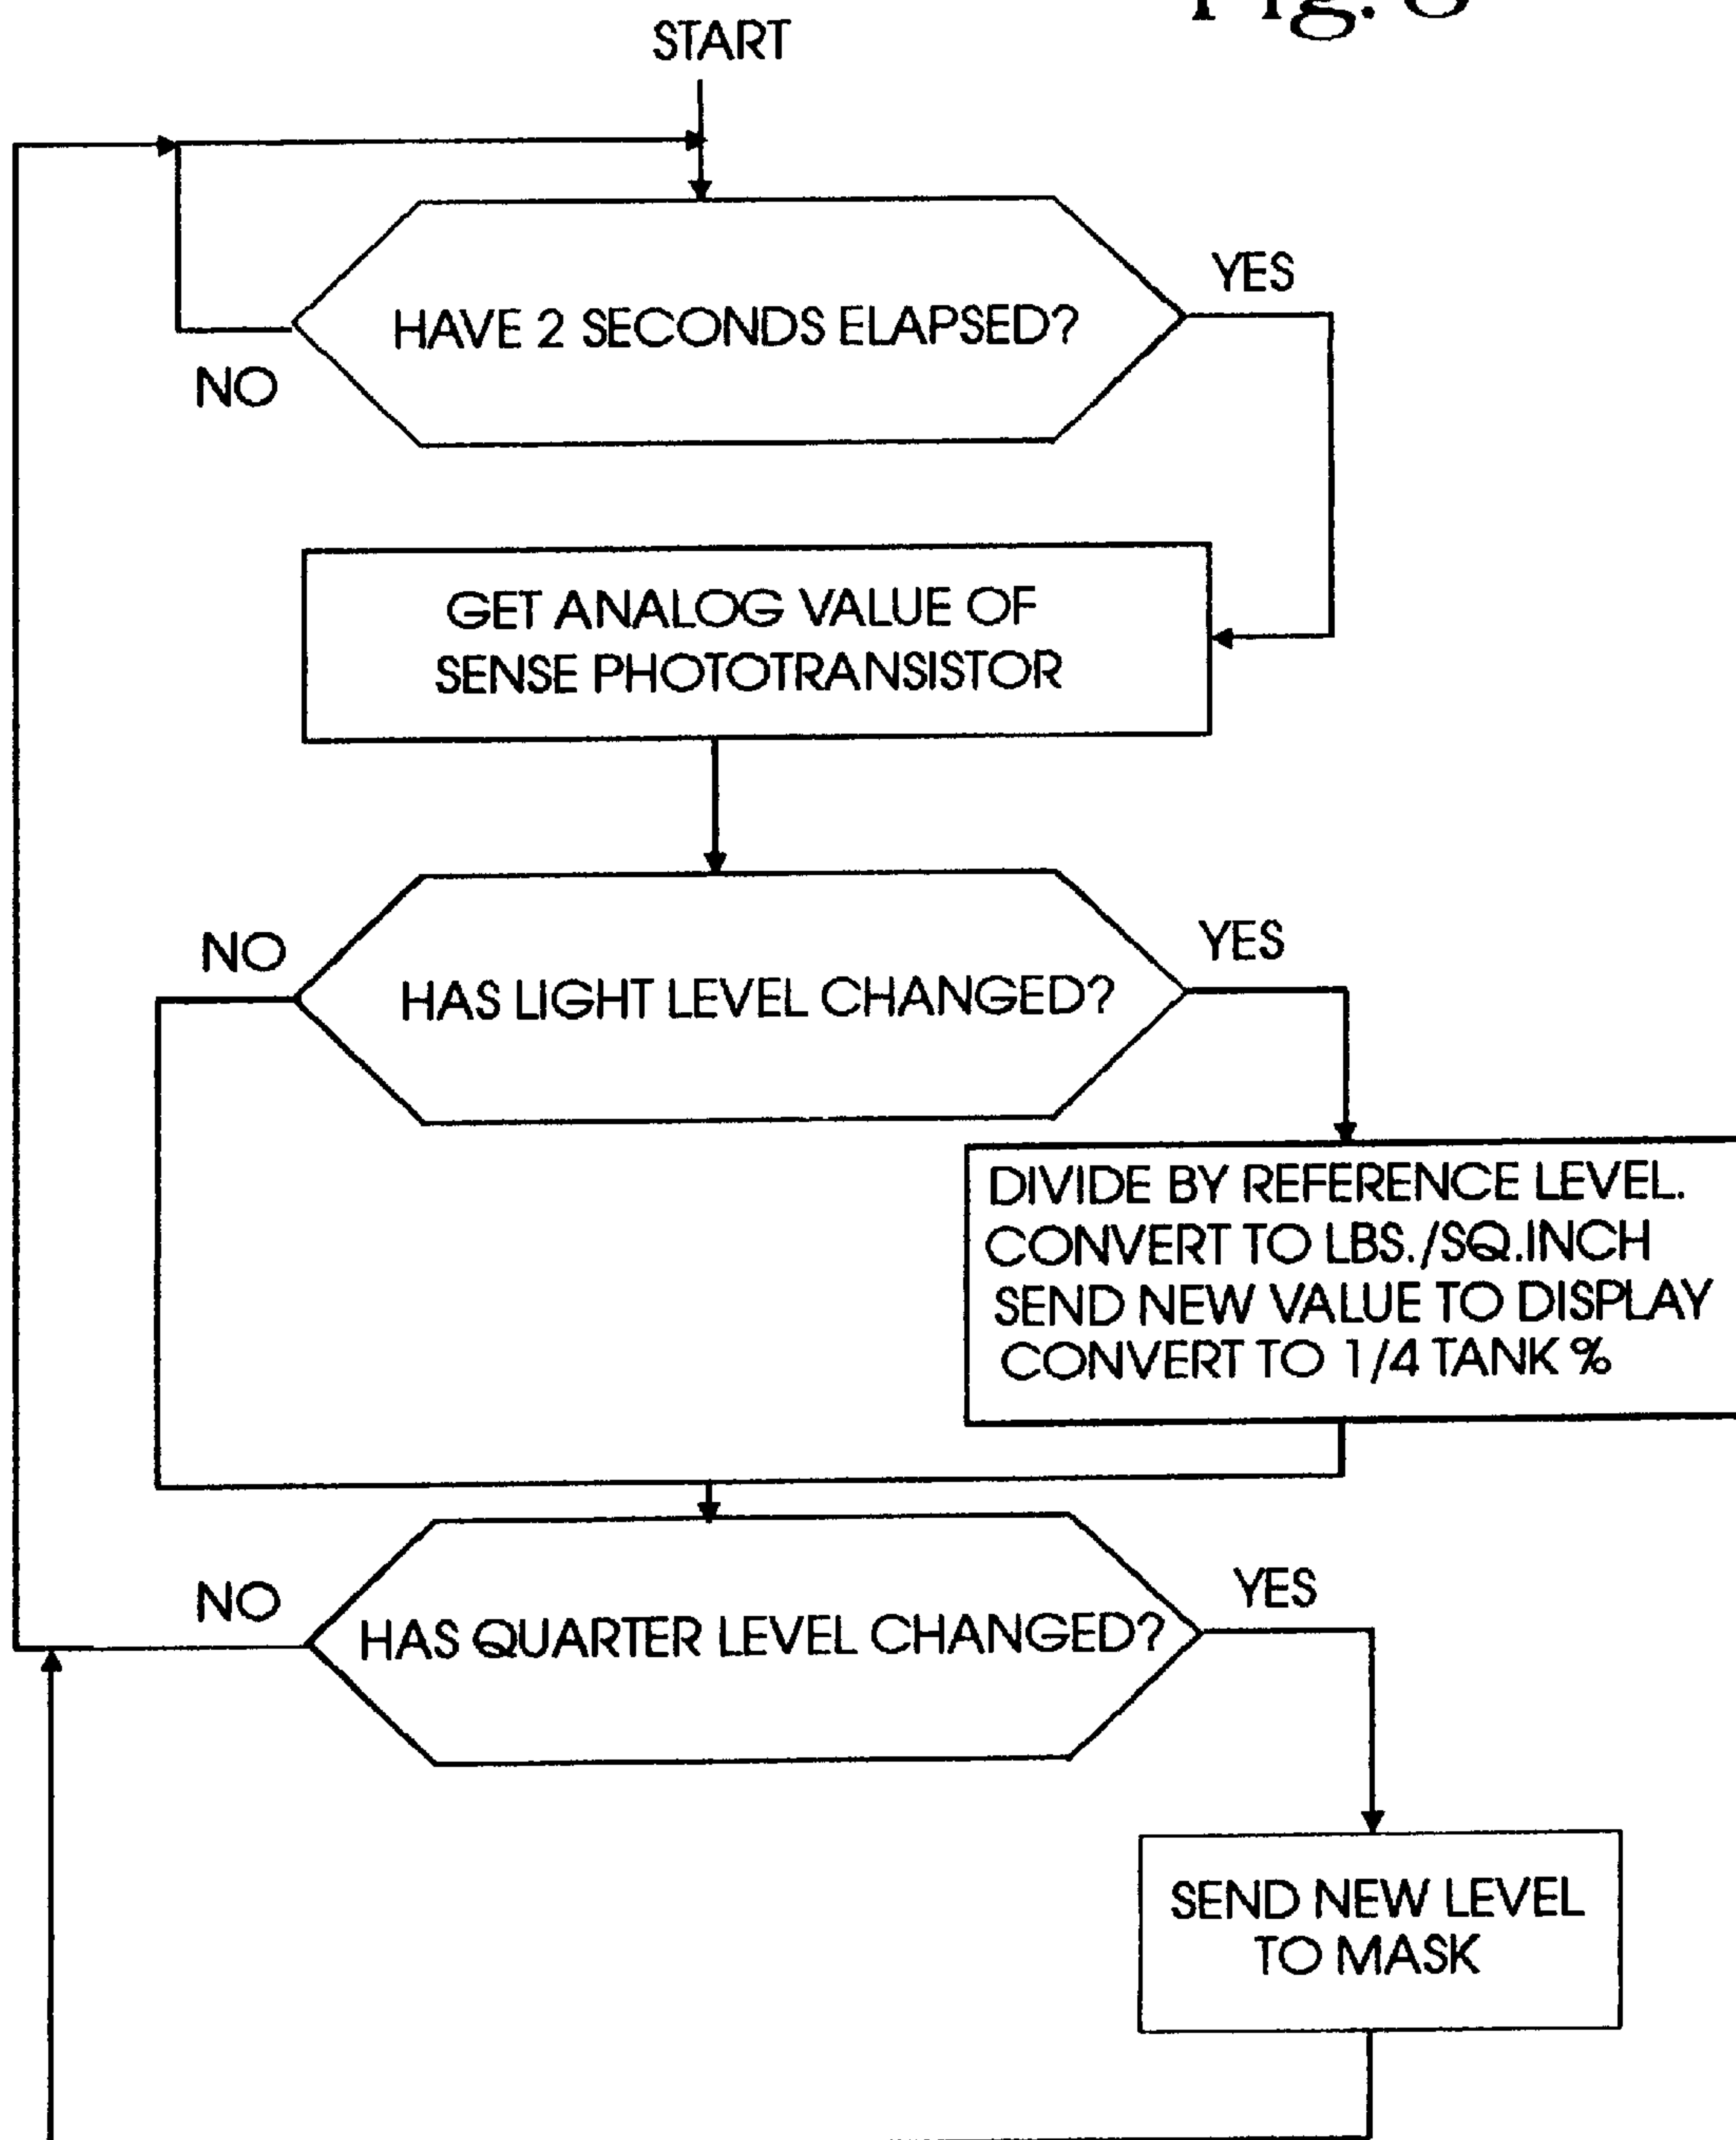 START
YES
HAVE 2 SECONDS ELAPSED?
NO
GET ANALOG VALUE OF
SENSE PHOTOTRANSISTOR
NO
YES
HAS LIGHT LEVEL CHANGED?
DIVIDE BY REFERENCE LEVEL.
CONVERT TO LBS./SQ.INCH
SEND NEW VALUE TO DISPLAY
CONVERT TO 1/4 TANK %
NO
YES
HAS QUARTER LEVEL CHANGED?
SEND NEW LEVEL
TO MASK